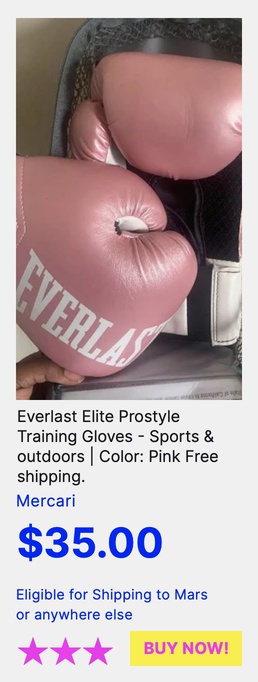 EVERLAS
Everlast Elite Prostyle
Training Gloves - Sports &
outdoors | Color: Pink Free
shipping.
Mercari
$35.00
Eligible for Shipping to Mars
or anywhere else
BUY NOW!